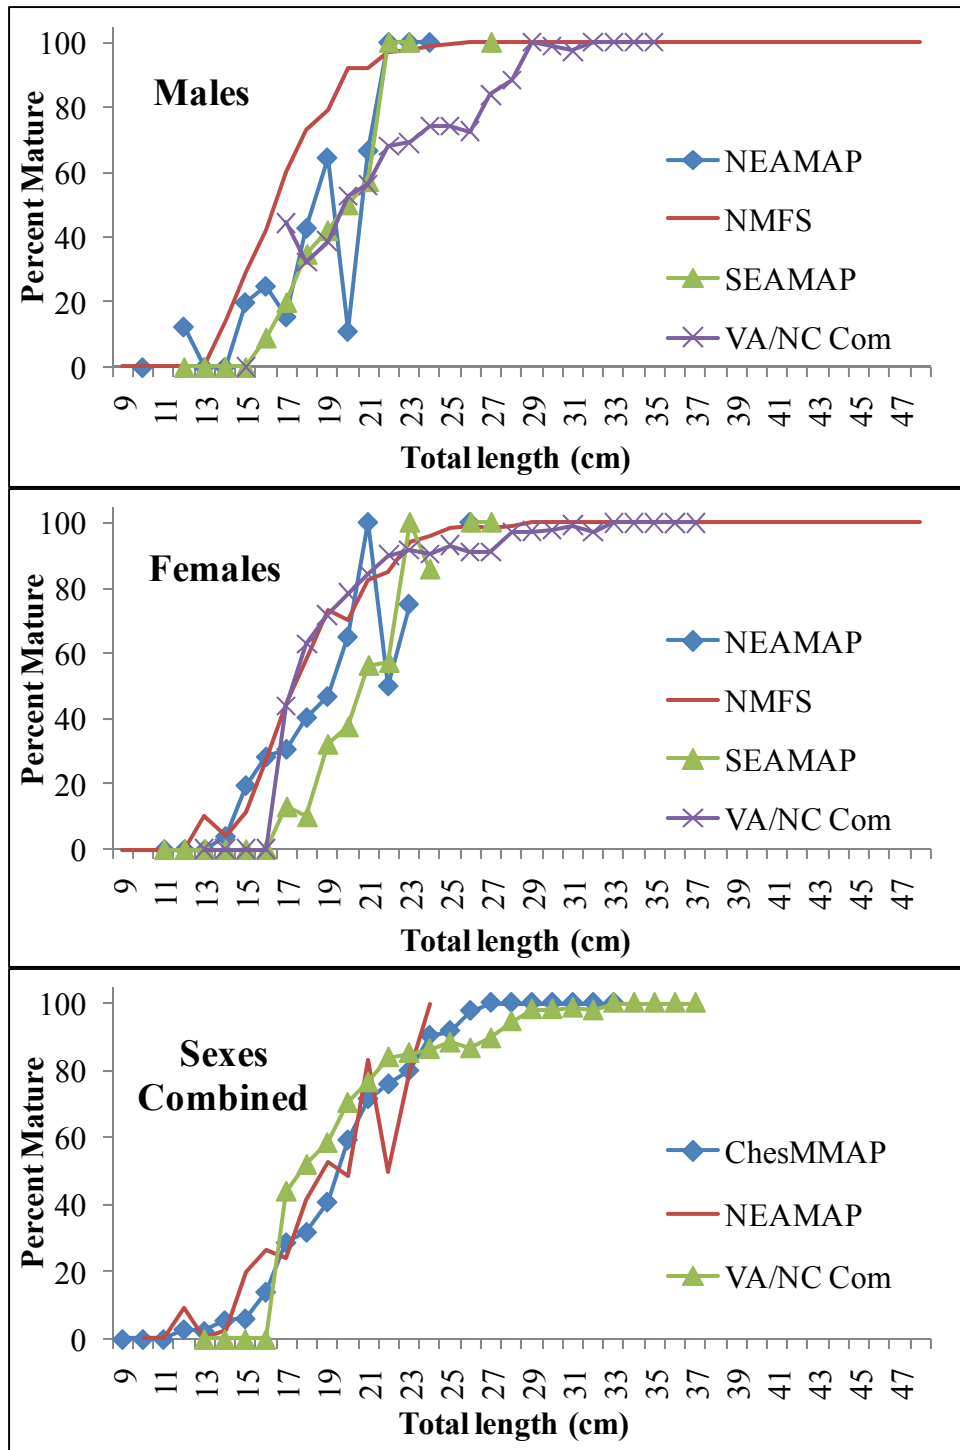 100
80
60
40
20
0
Percent Mature
Males
NEAMAP
NMFS
SEAMAP
VA/NC Com
9 11 13 15 17 19 21 23 25 27 29 31 33 35 37 39 41 43 45 47
Total length (cm)
100
80
60
40
20
0
Percent Mature
Females
NEAMAP
NMFS
SEAMAP
VA/NC Com
9 11 13 15 17 19 21 23 25 27 29 31 33 35 37 39 41 43 45 47
Total length (cm)
100
80
60
40
20
0
Percent Mature
Sexes
Combined
ChesMMAP
NEAMAP
VA/NC Com
9 11 13 15 17 19 21 23 25 27 29 31 33 35 37 39 41 43 45 47
Total length (cm)